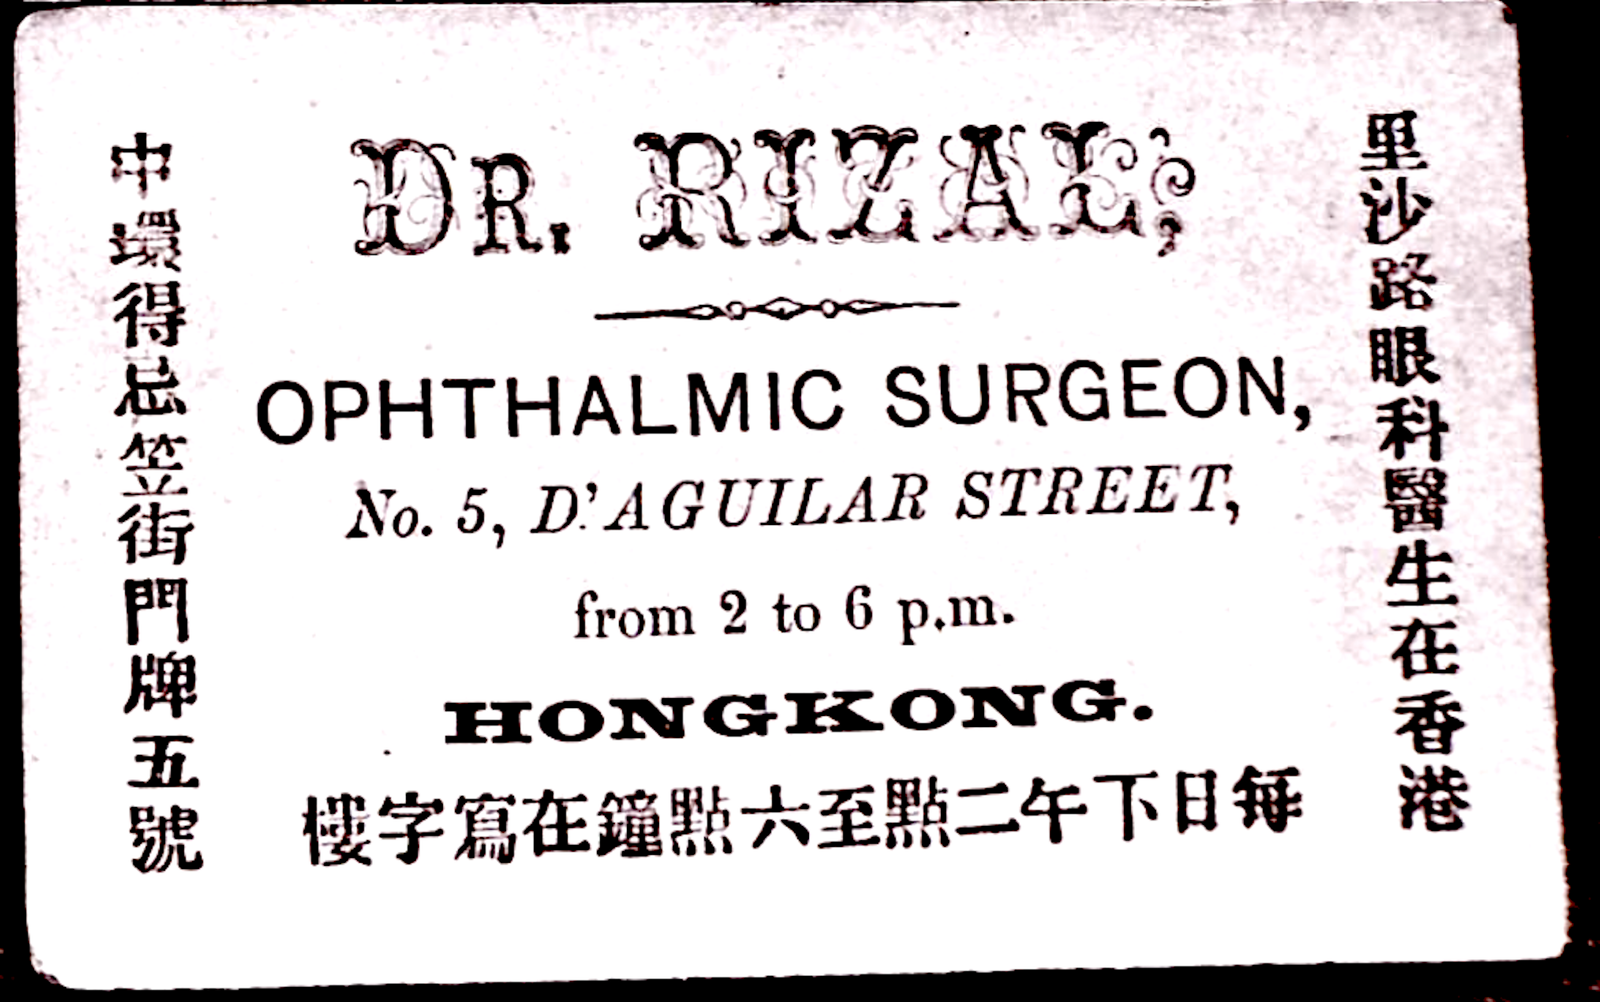 里沙路眼科醫生在香港
DR. RIZAL,
OPHTHALMIC SURGEON,
No. 5, D'AGUILAR STREET,
from 2 to 6 p.m.
HONGKONG.
每日下午二點至六點鐘在寫字樓
中環得忌笠街門牌五號